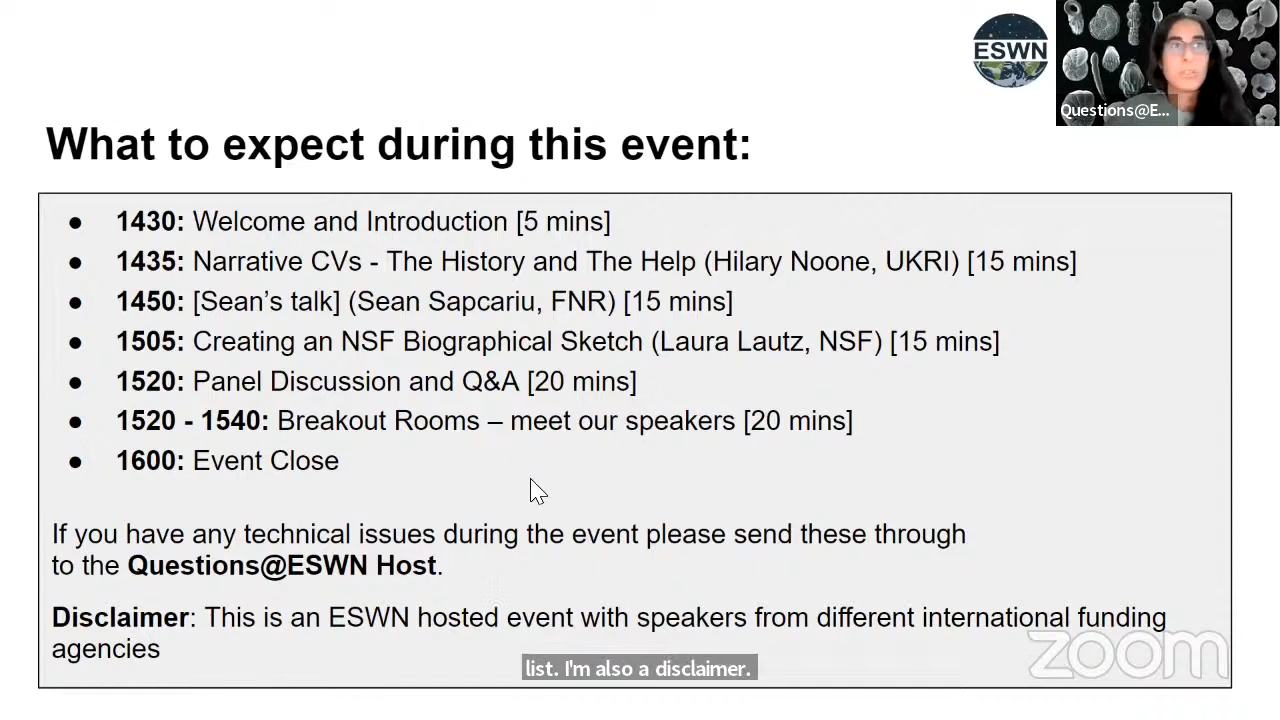 ESWN
Questions@E...
What to expect during this event:
● 1430: Welcome and Introduction [5 mins]
● 1435: Narrative CVs - The History and The Help (Hilary Noone, UKRI) [15 mins]
● 1450: [Sean’s talk] (Sean Sapcariu, FNR) [15 mins]
● 1505: Creating an NSF Biographical Sketch (Laura Lautz, NSF) [15 mins]
● 1520: Panel Discussion and Q&A [20 mins]
● 1520 - 1540: Breakout Rooms – meet our speakers [20 mins]
● 1600: Event Close
If you have any technical issues during the event please send these through
to the Questions@ESWN Host.
Disclaimer: This is an ESWN hosted event with speakers from different international funding
agencies
zoom
list. I'm also a disclaimer.